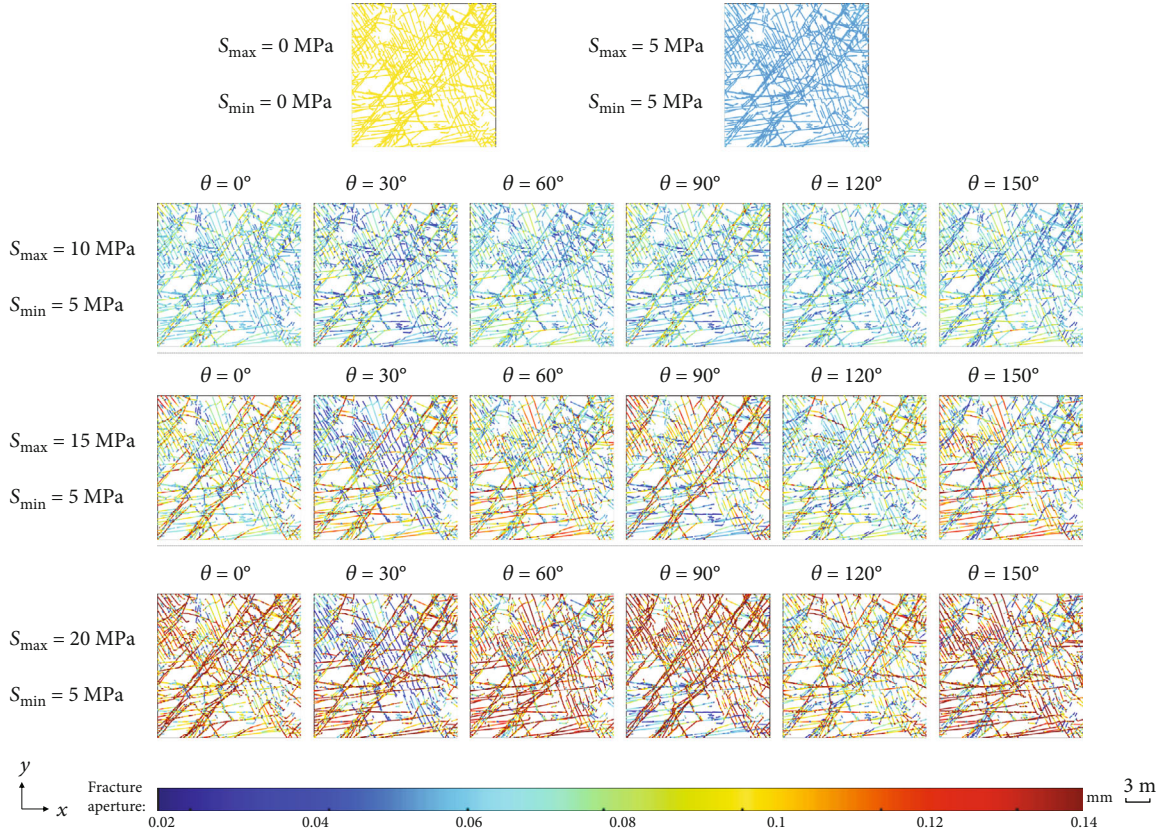 S_max = 0 MPa
S_min = 0 MPa
S_max = 5 MPa
S_min = 5 MPa
θ = 0° θ = 30° θ = 60° θ = 90° θ = 120° θ = 150°
S_max = 10 MPa
S_min = 5 MPa
θ = 0° θ = 30° θ = 60° θ = 90° θ = 120° θ = 150°
S_max = 15 MPa
S_min = 5 MPa
θ = 0° θ = 30° θ = 60° θ = 90° θ = 120° θ = 150°
S_max = 20 MPa
S_min = 5 MPa
y
x
Fracture
aperture:
mm
3 m
0.02 0.04 0.06 0.08 0.1 0.12 0.14